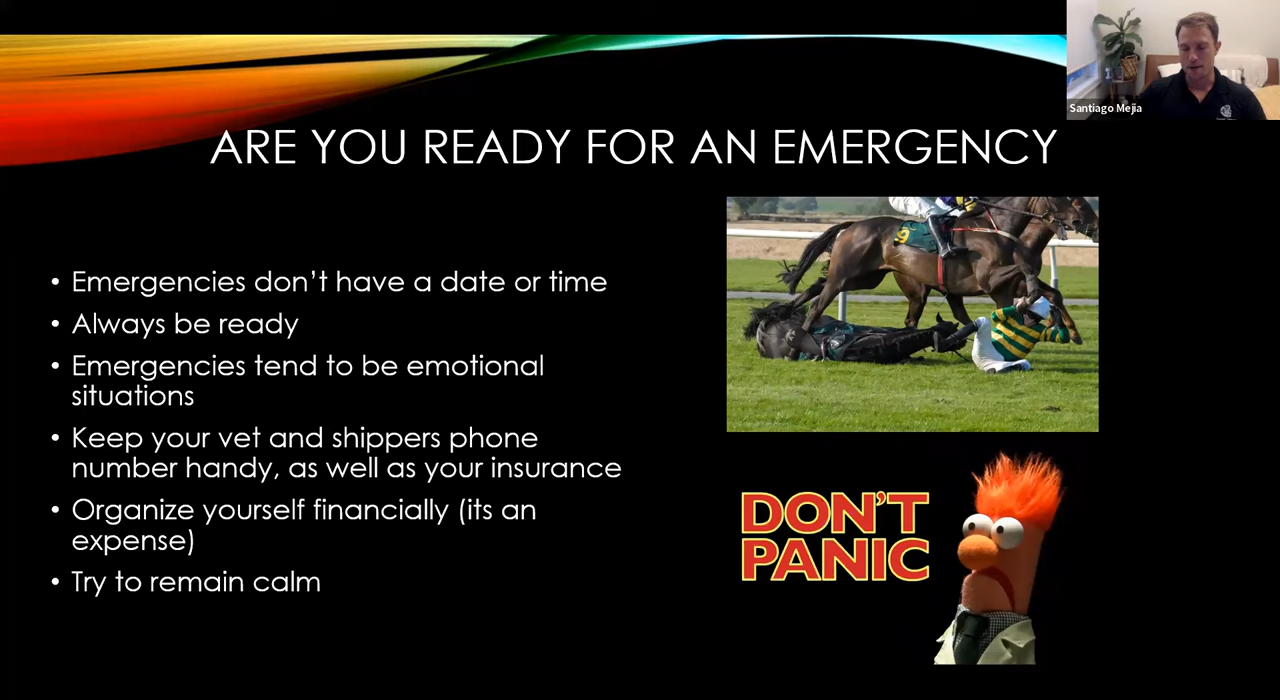 Santiago Mejia
ARE YOU READY FOR AN EMERGENCY
• Emergencies don’t have a date or time
• Always be ready
• Emergencies tend to be emotional
situations
• Keep your vet and shippers phone
number handy, as well as your insurance
• Organize yourself financially (its an
expense)
• Try to remain calm
9
DON'T
PANIC